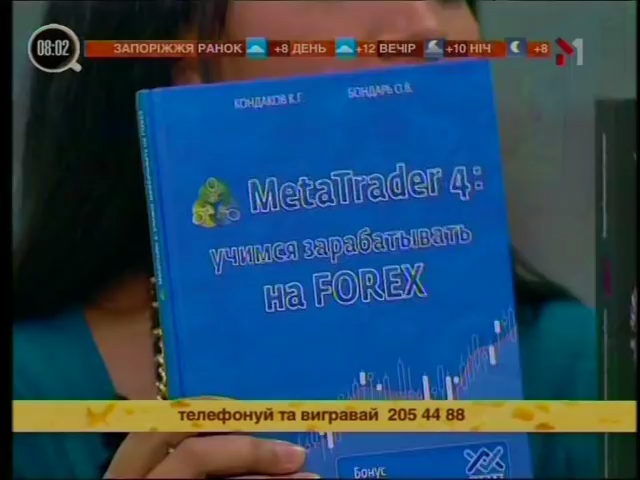 08:02
ЗАПОРІЖЖЯ РАНОК +8 ДЕНЬ +12 ВЕЧІР +10 НІЧ +8 М1
КОНДАКОВ К.Г. БОНДАРЬ О.В.
MetaTrader 4:
учимся зарабатывать
на FOREX
телефонуй та вигравай 205 44 88
Бонус